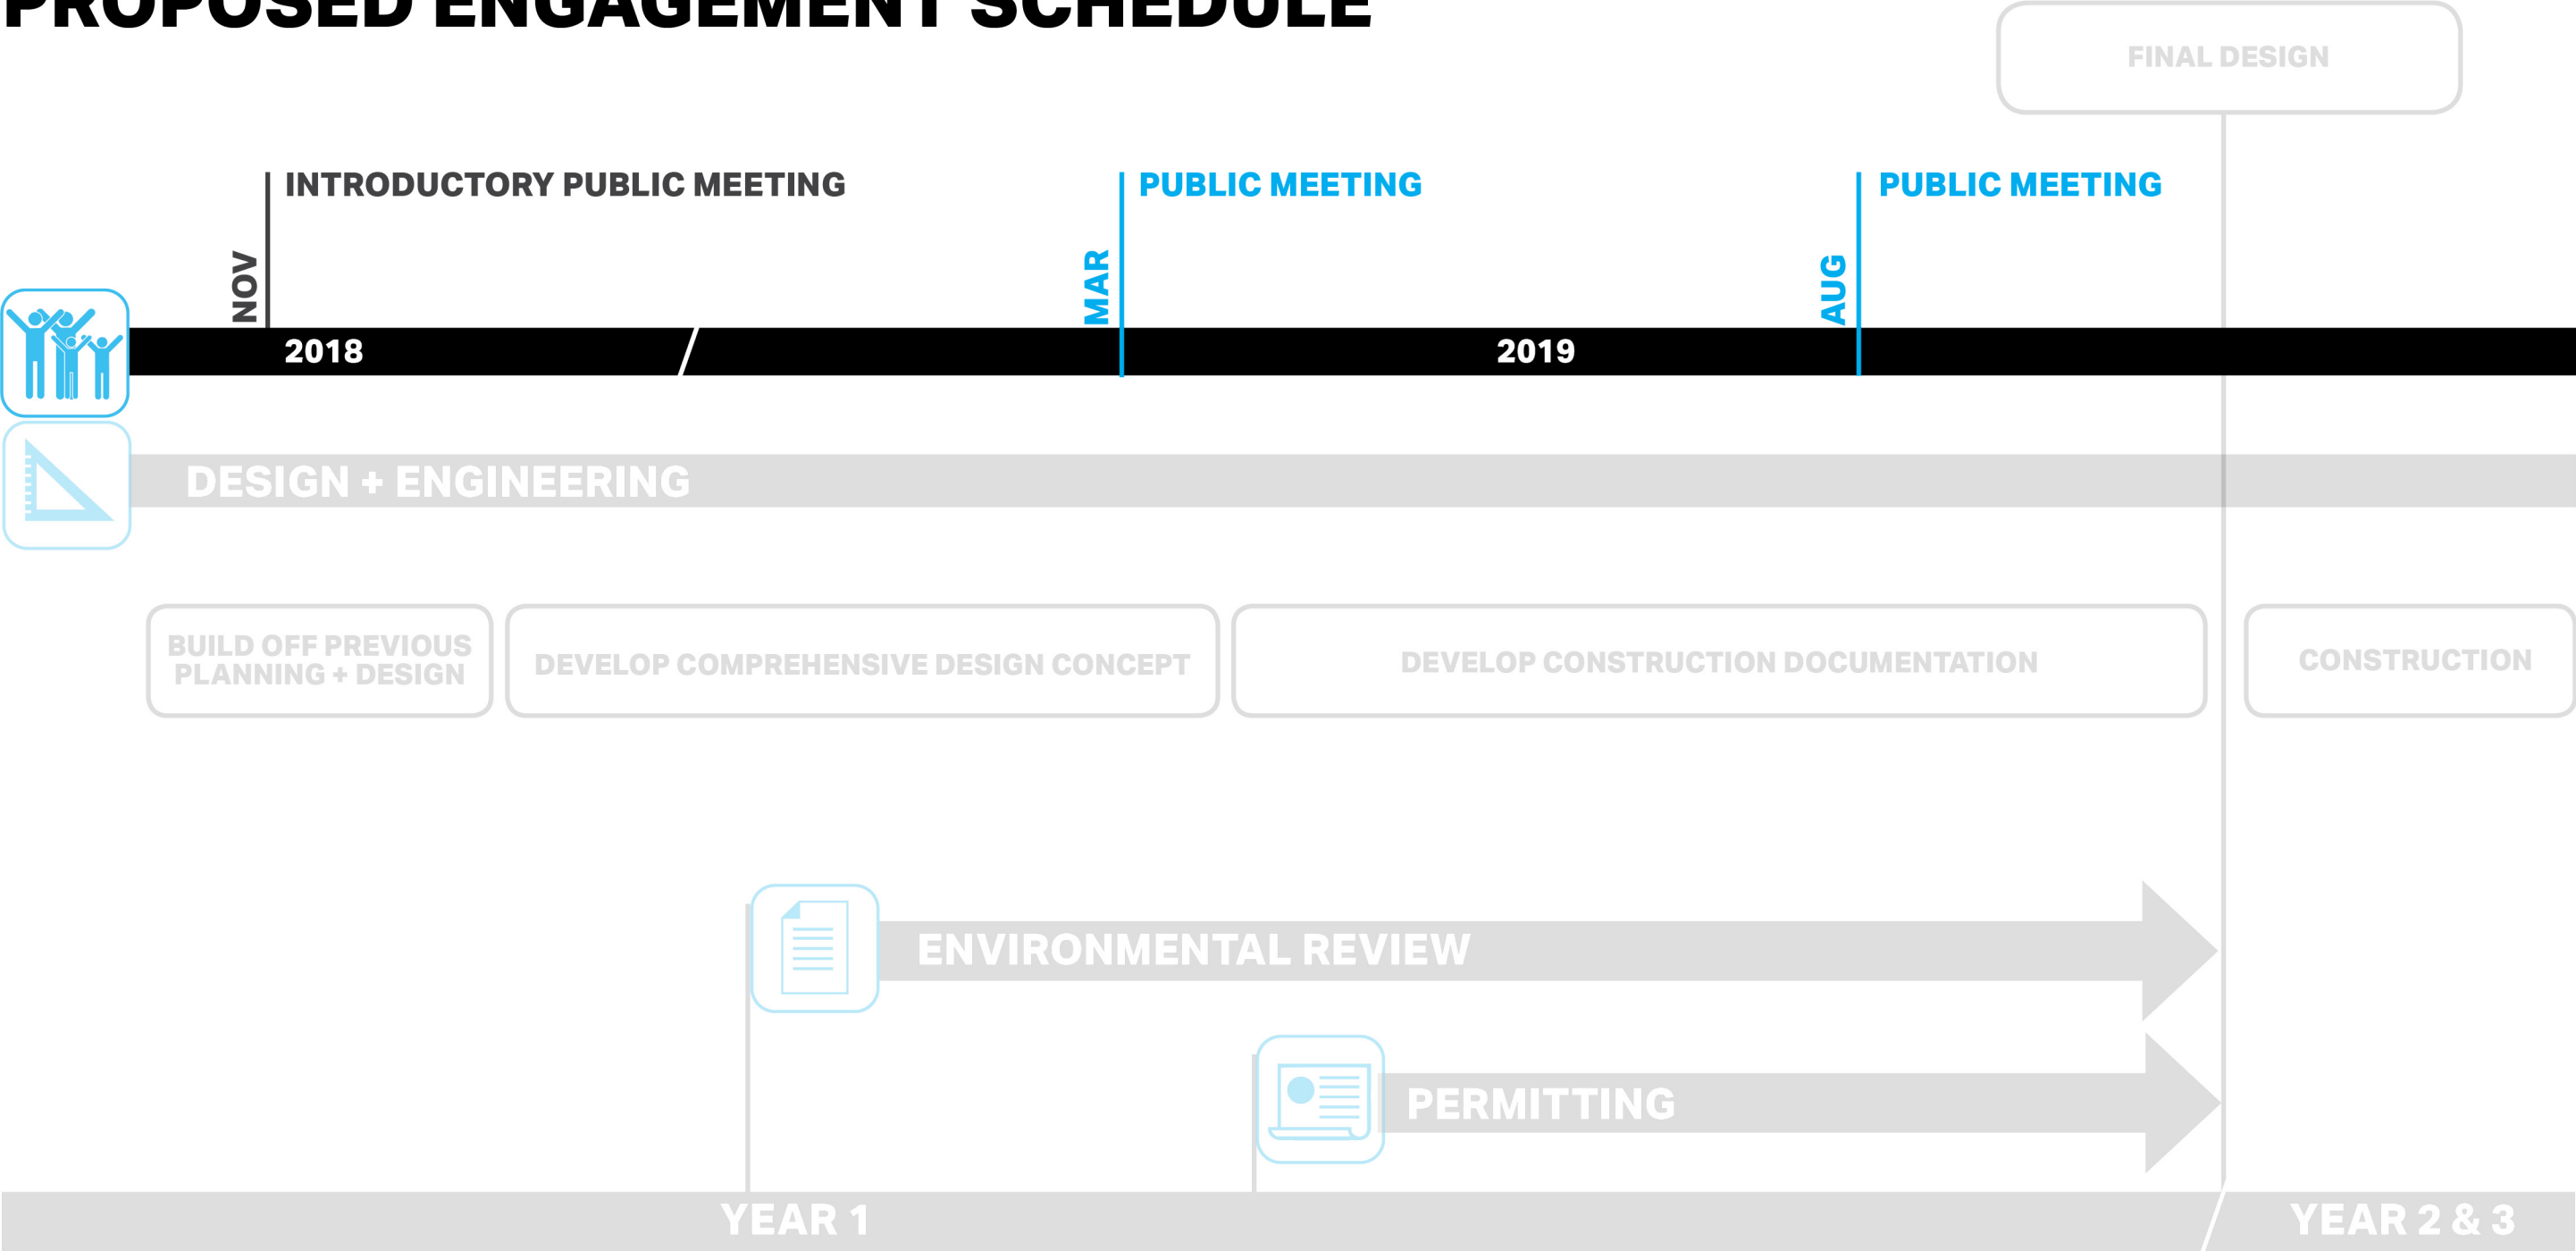 PROPOSED ENGAGEMENT SCHEDULE
FINAL DESIGN
INTRODUCTORY PUBLIC MEETING
PUBLIC MEETING
PUBLIC MEETING
NOV
MAR
AUG
2018
2019
DESIGN + ENGINEERING
BUILD OFF PREVIOUS
PLANNING + DESIGN
DEVELOP COMPREHENSIVE DESIGN CONCEPT
DEVELOP CONSTRUCTION DOCUMENTATION
CONSTRUCTION
ENVIRONMENTAL REVIEW
PERMITTING
YEAR 1
YEAR 2 & 3